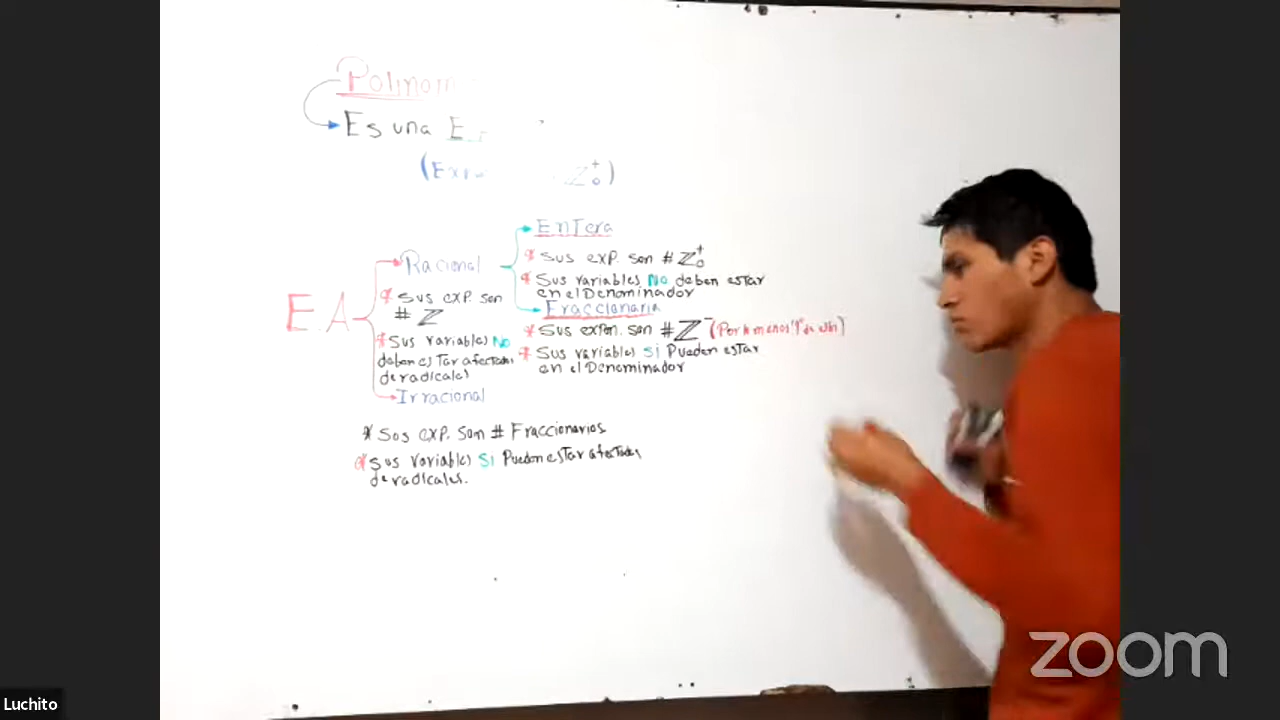 Polinom
Es una E
(Exp Z₀⁺)
Entera
* Sus exp. son # Z₀⁺
* Sus variables No deben estar
en el Denominador
Racional
* Sus exp. son
# Z
* Sus variables No
deben estar afectadas
de radicales
E.A
Fraccionaria
* Sus expon. son # Z⁻ (Por lo menos "1" de ellos)
* Sus variables Si Pueden estar
en el Denominador
Irracional
* Sos exp. son # Fraccionarios
* Sus variables Si Pueden estar afectadas
de radicales.
zoom
Luchito